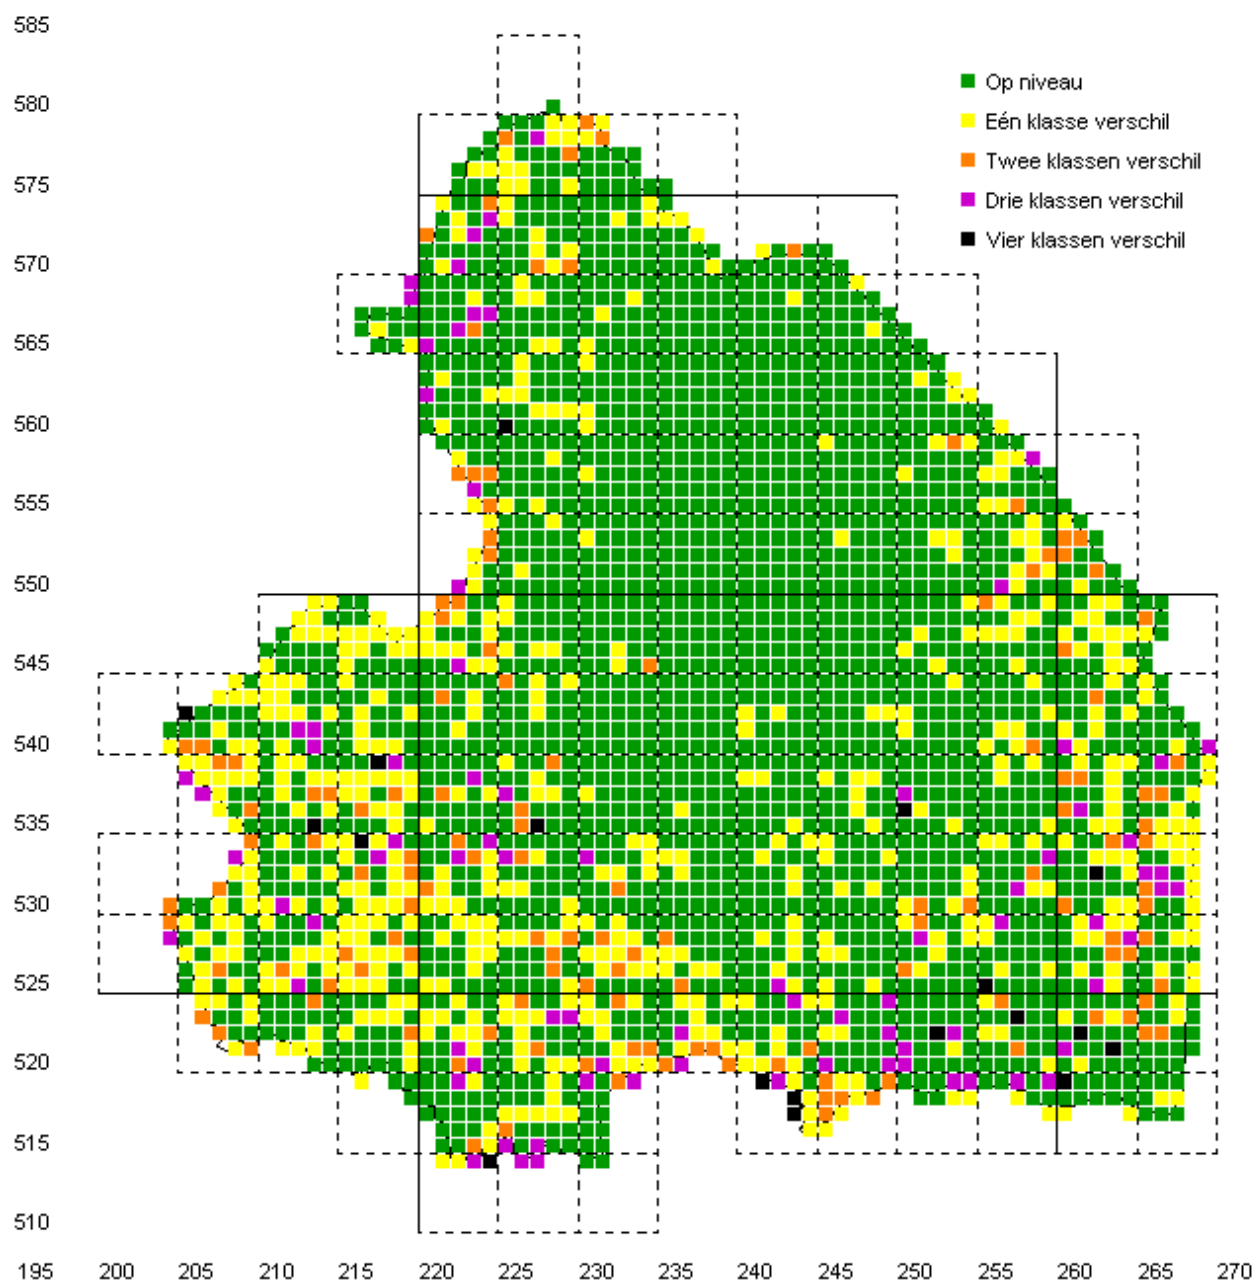 585
580
575
570
565
560
555
550
545
540
535
530
525
520
515
510
195 200 205 210 215 220 225 230 235 240 245 250 255 260 265 270
Op niveau
Eén klasse verschil
Twee klassen verschil
Drie klassen verschil
Vier klassen verschil